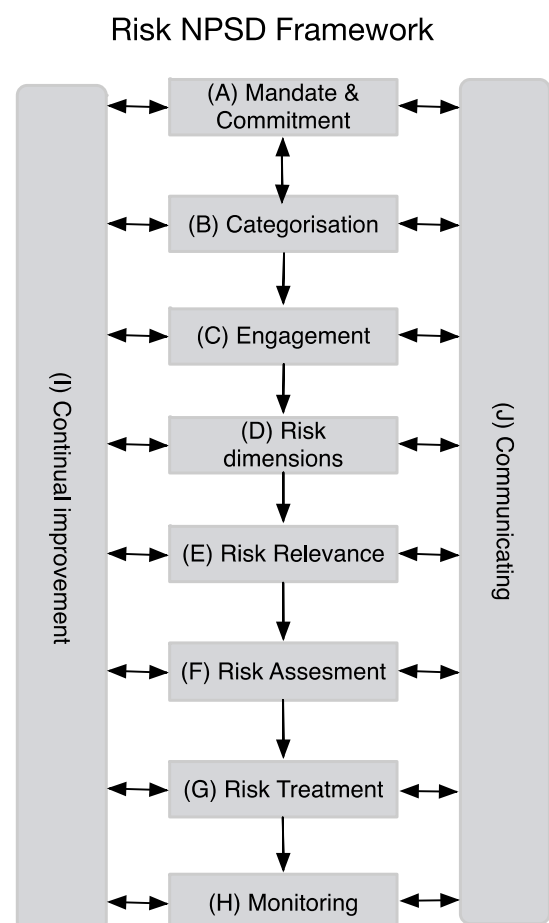 Risk NPSD Framework
(A) Mandate &
Commitment
(B) Categorisation
(C) Engagement
(D) Risk
dimensions
(E) Risk Relevance
(F) Risk Assesment
(G) Risk Treatment
(H) Monitoring
(I) Continual improvement
(J) Communicating